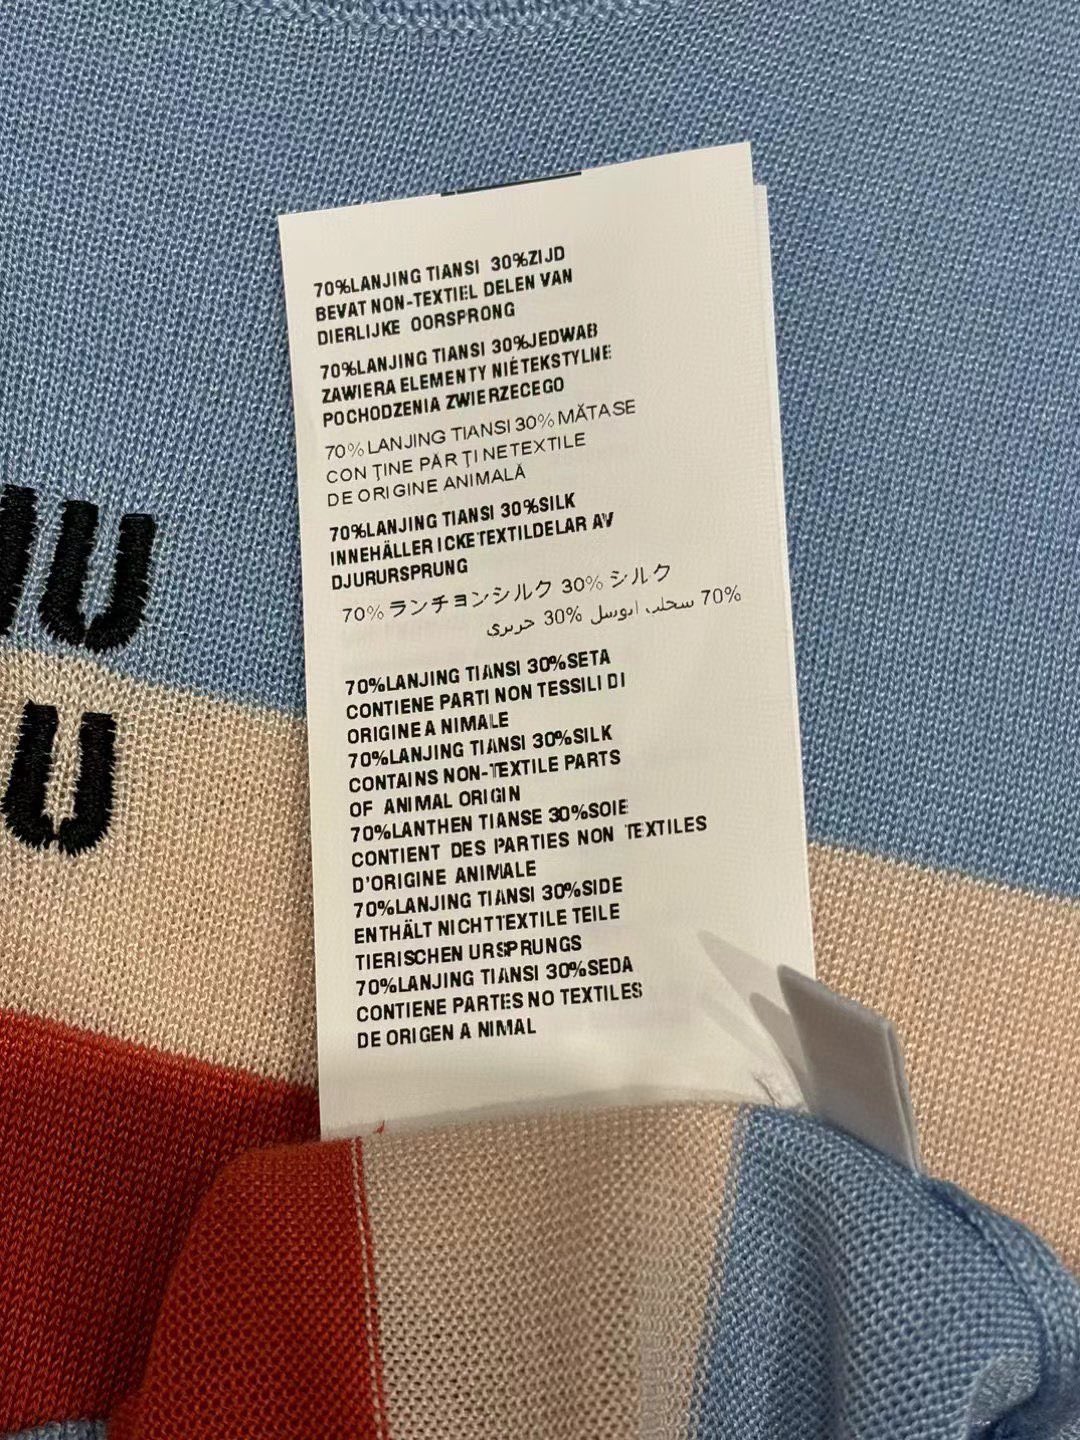 70%LANJING TIANSI 30%ZIJD
BEVAT NON-TEXTIEL DELEN VAN
DIERLIJKE OORSPRONG
70%LANJING TIANSI 30%JEDWAB
ZAWIERA ELEMENTY NIETEKSTYLNE
POCHODZENIA ZWIERZECEGO
70% LANJING TIANSI 30% MĂTASE
CON ȚINE PĂR ȚI NETEXTILE
DE ORIGINE ANIMALĂ
70%LANJING TIANSI 30%SILK
INNEHÄLLER ICKETEXTILDELAR AV
DJURURSPRUNG
70% ランチョンシルク 30% シルク
70% سحلب ابوسل 30% حريري
70%LANJING TIANSI 30%SETA
CONTIENE PARTI NON TESSILI DI
ORIGINE A NIMALE
70%LANJING TIANSI 30%SILK
CONTAINS NON-TEXTILE PARTS
OF ANIMAL ORIGIN
70%LANTHEN TIANSE 30%SOIE
CONTIENT DES PARTIES NON TEXTILES
D'ORIGINE ANIMALE
70%LANJING TIANSI 30%SIDE
ENTHÄLT NICHTTEXTILE TEILE
TIERISCHEN URSPRUNGS
70%LANJING TIANSI 30%SEDA
CONTIENE PARTES NO TEXTILES
DE ORIGEN A NIMAL
U
U